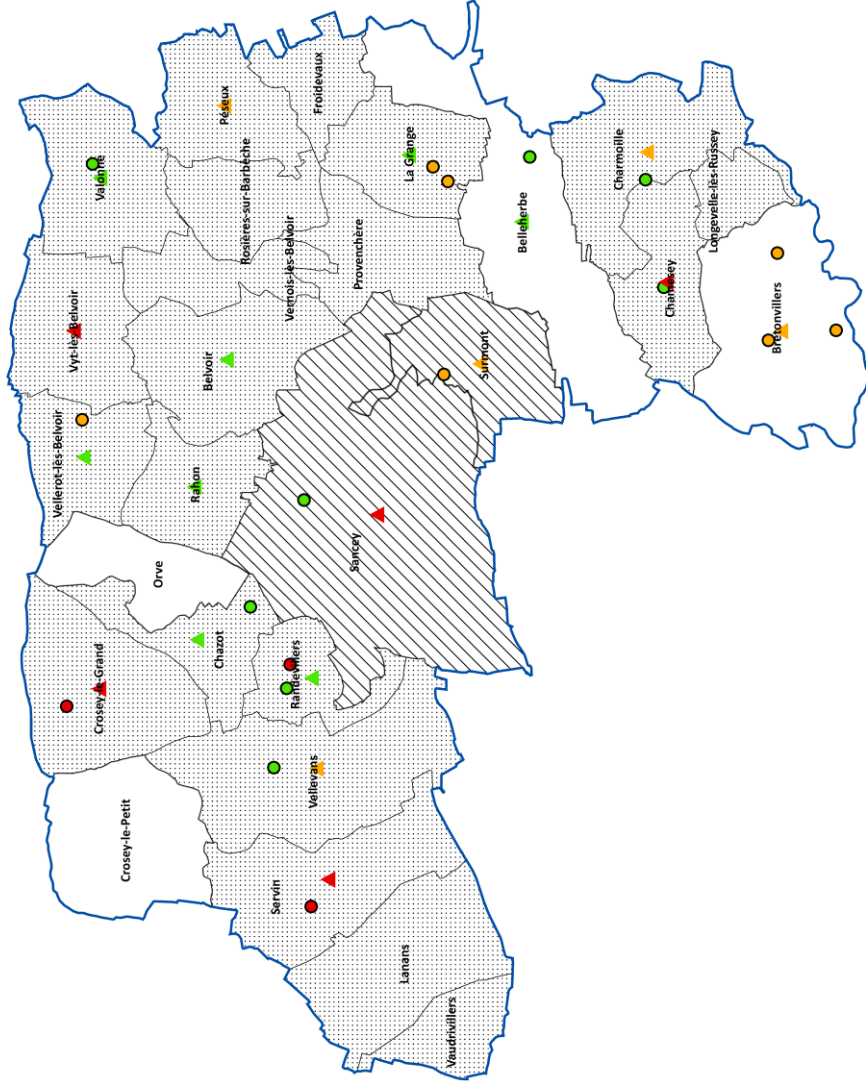 Vellerot-lès-Belvoir
Vyt-lès-Belvoir
Crosey-le-Grand
Valonne
Crosey-le-Petit
Orve
Rahon
Belvoir
Chazot
Péseux
Rosières-sur-Barbèche
Servin
Vernois-lès-Belvoir
Randevillers
Vellevans
Froidevaux
Sancey
Provenchère
Lanans
La Grange
Vaudrivillers
Surmont
Belleherbe
Charmoille
Chamesey
Longevelle-lès-Russey
Bretonvillers